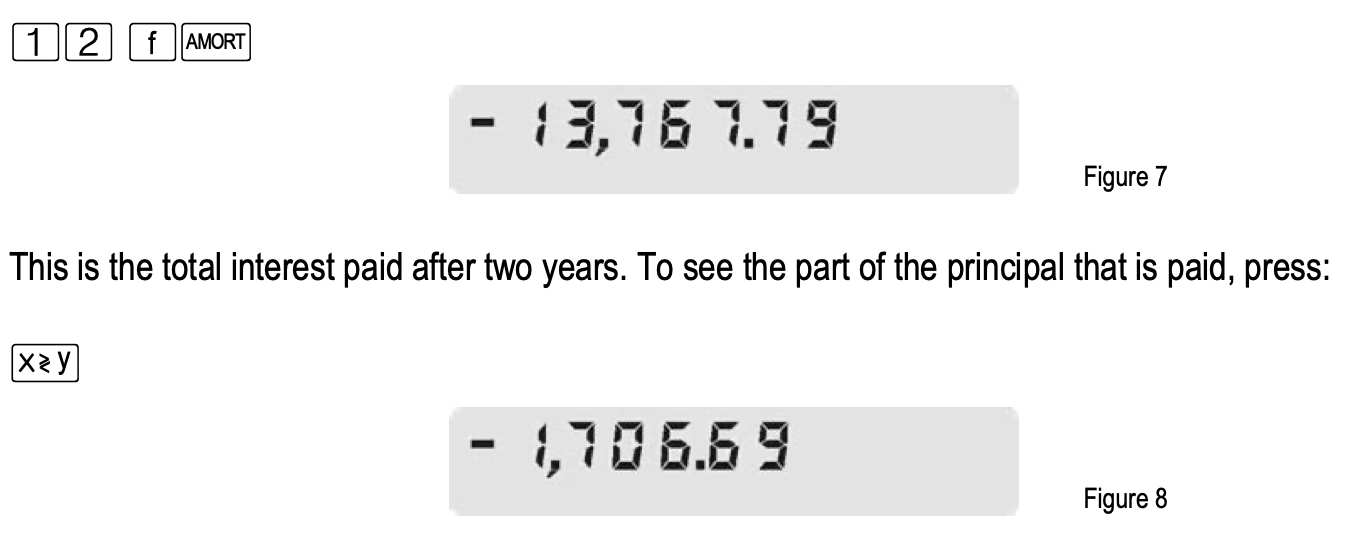 1 2 f AMORT
- 13,767.79
Figure 7
This is the total interest paid after two years. To see the part of the principal that is paid, press:
x≷y
- 1,706.69
Figure 8